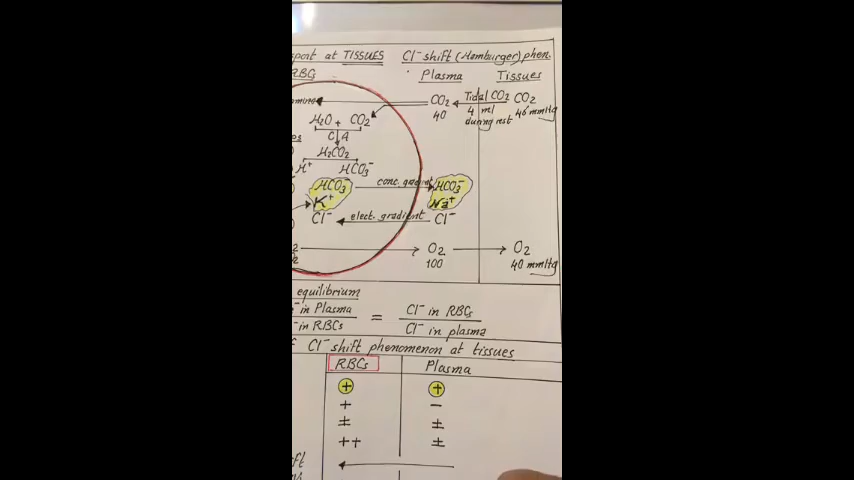 port at TISSUES Cl⁻ shift (Hamburger) phen.
RBCs Plasma Tissues
CO₂ Tidal CO₂ CO₂
40 4 ml 46 mmHg
during rest
H₂O + CO₂
C A
H₂CO₃
H⁺ HCO₃⁻
HCO₃⁻ conc. gradient HCO₃⁻
K⁺ Na⁺
Cl⁻ elect. gradient Cl⁻
O₂ O₂
100 40 mmHg
equilibrium
in Plasma = Cl⁻ in RBCs
in RBCs Cl⁻ in plasma
Cl⁻ shift phenomenon at tissues
RBCs Plasma
+ +
+ −
± ±
++ ±